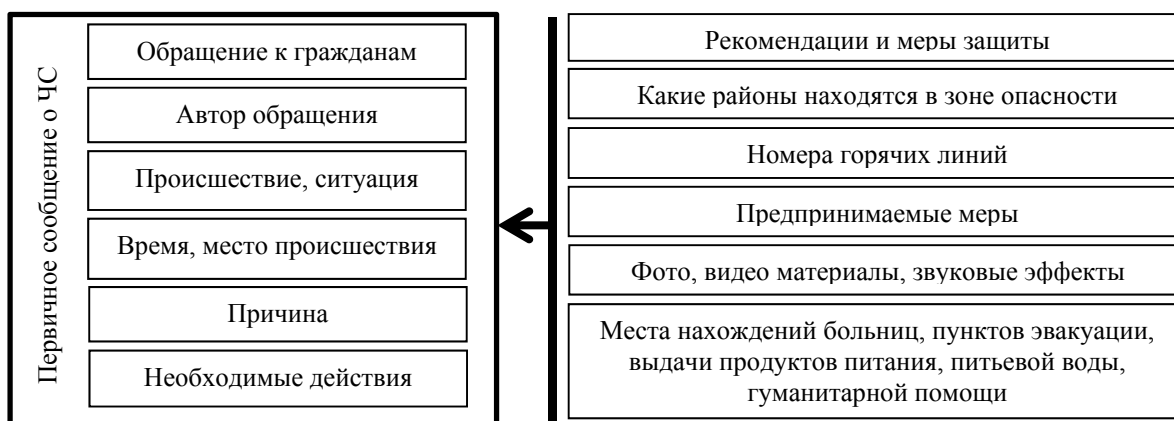 Первичное сообщение о ЧС
Обращение к гражданам
Автор обращения
Происшествие, ситуация
Время, место происшествия
Причина
Необходимые действия
Рекомендации и меры защиты
Какие районы находятся в зоне опасности
Номера горячих линий
Предпринимаемые меры
Фото, видео материалы, звуковые эффекты
Места нахождений больниц, пунктов эвакуации,
выдачи продуктов питания, питьевой воды,
гуманитарной помощи